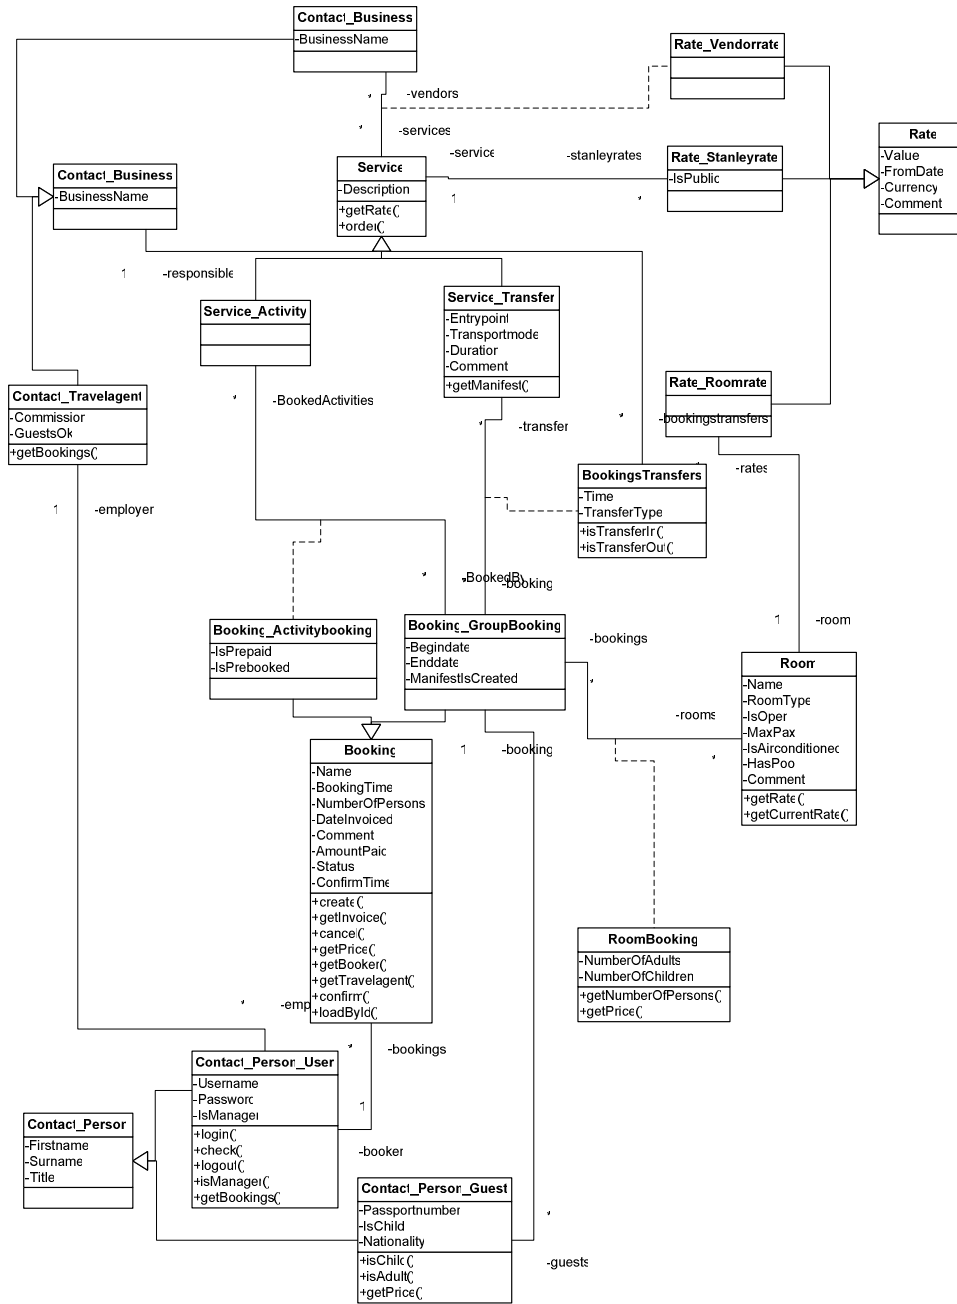 Contact_Business
-BusinessName
Rate_Vendorrate
*
-vendors
*
-services
Rate
-Value
-FromDate
-Currency
-Comment
-service
-stanleyrates
Rate_Stanleyrate
-IsPublic
1
*
Service
-Description
+getRate()
+order()
Contact_Business
-BusinessName
1
-responsible
Service_Activity
Service_Transfer
-Entrypoint
-Transportmode
-Duration
-Comment
+getManifest()
Contact_Travelagent
-Commission
-GuestsOk
+getBookings()
*
-BookedActivities
*
-transfer
*
Rate_Roomrate
-bookingstransfers
*
-rates
BookingsTransfers
-Time
-TransferType
+isTransferIn()
+isTransferOut()
1
-employer
*
-BookedBy
*
-booking
Booking_Activitybooking
-IsPrepaid
-IsPrebooked
Booking_GroupBooking
-Begindate
-Enddate
-ManifestIsCreated
1
-room
-bookings
*
-rooms
*
Room
-Name
-RoomType
-IsOpen
-MaxPax
-IsAirconditioned
-HasPool
-Comment
+getRate()
+getCurrentRate()
1
-booking
Booking
-Name
-BookingTime
-NumberOfPersons
-DateInvoiced
-Comment
-AmountPaid
-Status
-ConfirmTime
+create()
+getInvoice()
+cancel()
+getPrice()
+getBooker()
+getTravelagent()
+confirm()
+loadById()
RoomBooking
-NumberOfAdults
-NumberOfChildren
+getNumberOfPersons()
+getPrice()
*
-emp
*
-bookings
Contact_Person_User
-Username
-Password
-IsManager
+login()
+check()
+logout()
+isManager()
+getBookings()
1
-booker
Contact_Person
-Firstname
-Surname
-Title
Contact_Person_Guest
-Passportnumber
-IsChild
-Nationality
+isChild()
+isAdult()
+getPrice()
*
-guests